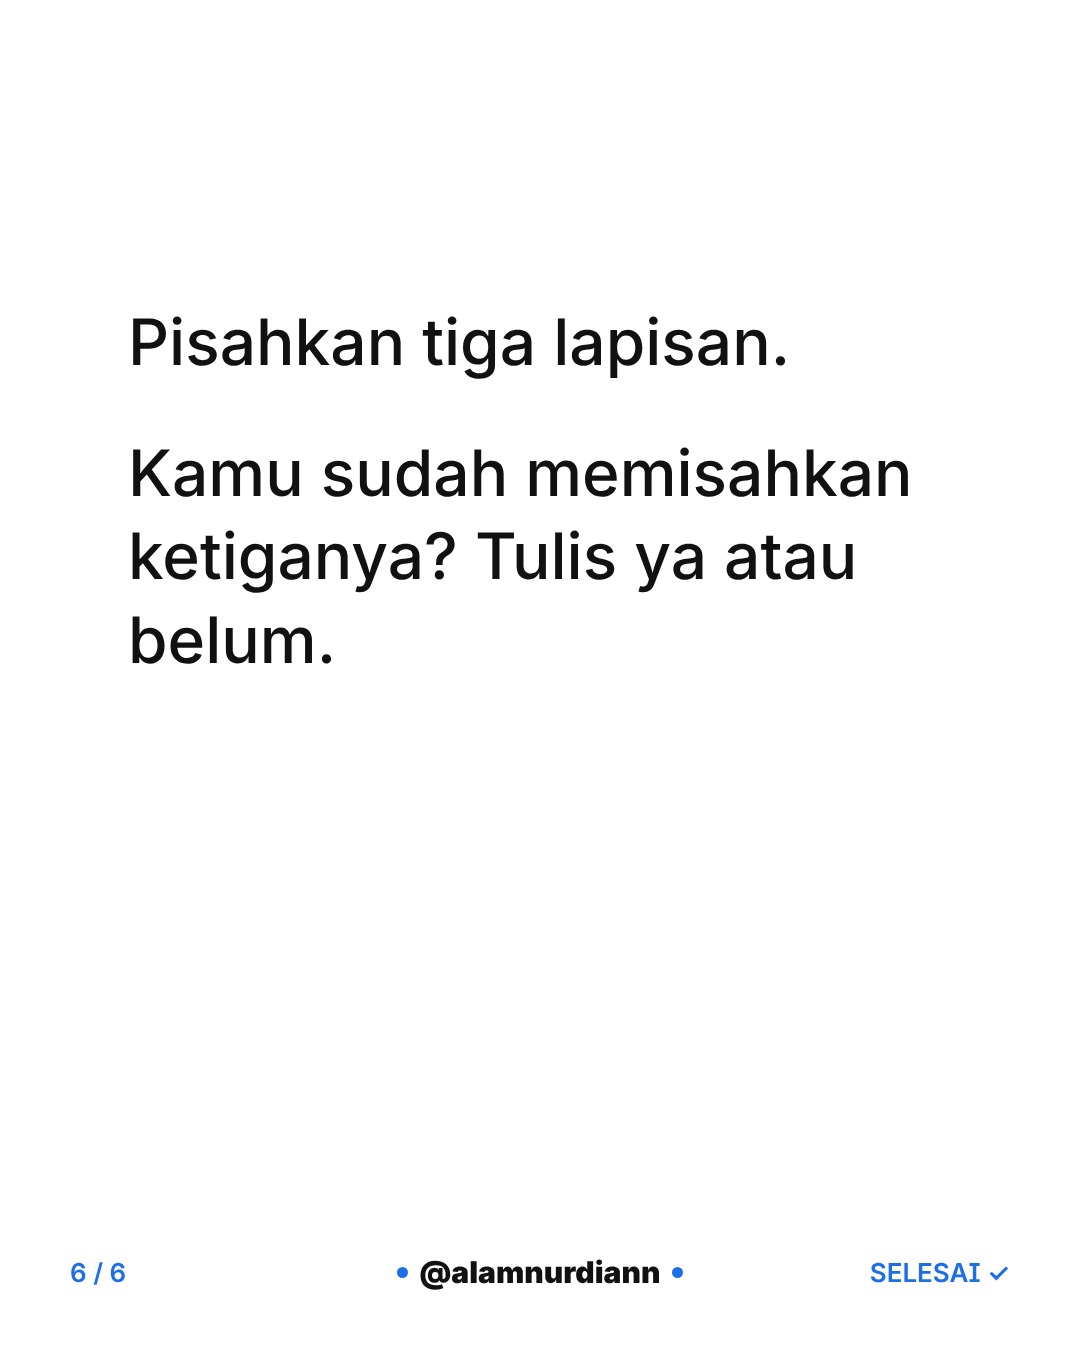 Pisahkan tiga lapisan.
Kamu sudah memisahkan
ketiganya? Tulis ya atau
belum.
6 / 6
• @alamnurdiann •
SELESAI ✓